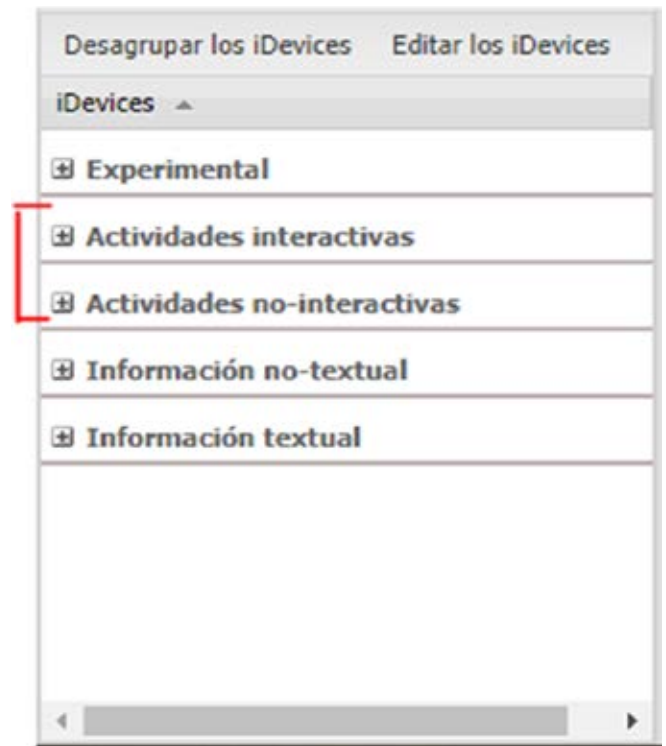 Desagrupar los iDevices Editar los iDevices
iDevices
Experimental
Actividades interactivas
Actividades no-interactivas
Información no-textual
Información textual